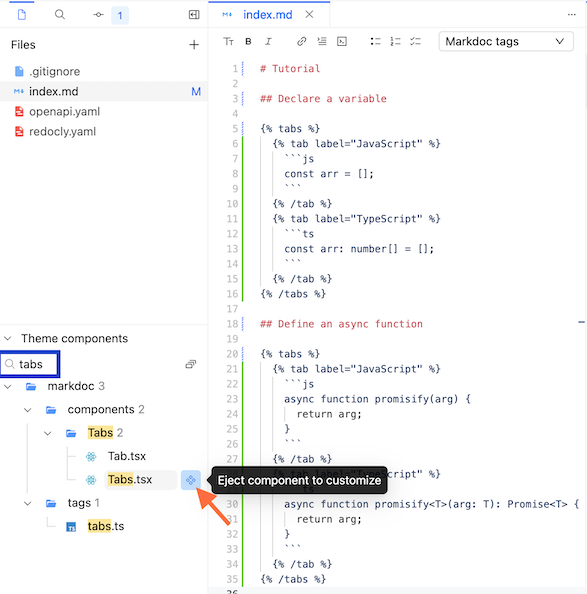 1
Files
.gitignore
index.md M
openapi.yaml
redocly.yaml
Theme components
tabs
markdoc 3
components 2
Tabs 2
Tab.tsx
Tabs.tsx
tags 1
tabs.ts
Eject component to customize
index.md
Tт B I Markdoc tags
1 # Tutorial
2
3 ## Declare a variable
4
5 {% tabs %}
6 {% tab label="JavaScript" %}
7 ```js
8 const arr = [];
9 ```
10 {% /tab %}
11 {% tab label="TypeScript" %}
12 ```ts
13 const arr: number[] = [];
14 ```
15 {% /tab %}
16 {% /tabs %}
17
18 ## Define an async function
19
20 {% tabs %}
21 {% tab label="JavaScript" %}
22 ```js
23 async function promisify(arg) {
24 return arg;
25 }
26 ```
27 {% /tab %}
{% tab label="TypeScript" %}
ts
30 async function promisify<T>(arg: T): Promise<T> {
31 return arg;
32 }
33 ```
34 {% /tab %}
35 {% /tabs %}
36